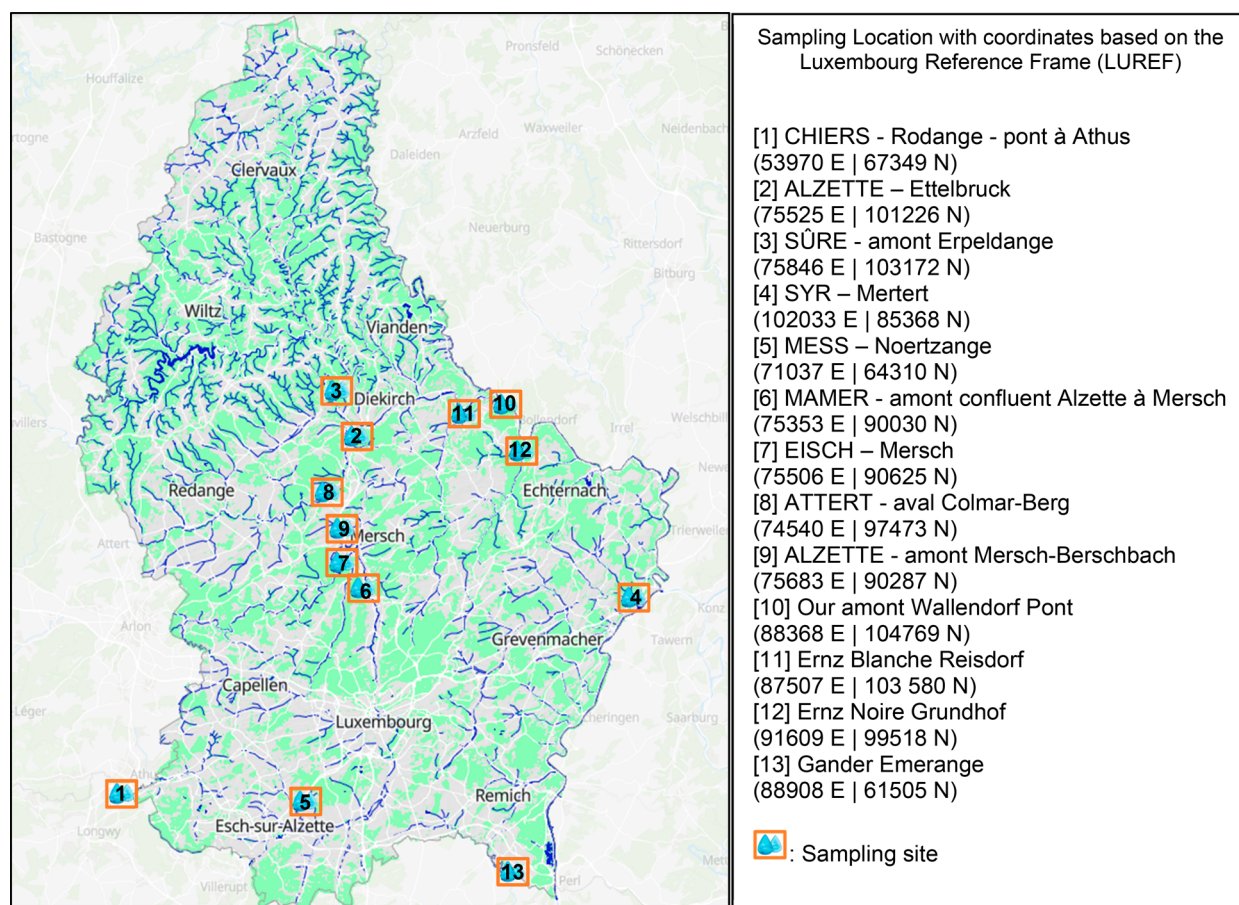 Pronsfeld
Schönecken
Houffalize
Arzfeld
Waxweiler
Neidenbach
Daleiden
Clervaux
Bastogne
Neuerburg
Rittersdorf
Bitburg
Wiltz
Vianden
3
Diekirch
11
10
Bollendorf
Irrel
Welschbill
2
12
Redange
8
Echternach
9
Mersch
Trierweiler
Attert
7
6
4
Konz
Arlon
Grevenmacher
Tawern
Capellen
Léger
Luxembourg
Saarburg
Athu
1
5
Remich
Longwy
Esch-sur-Alzette
13
Perl
Villerupt
Sampling Location with coordinates based on the
Luxembourg Reference Frame (LUREF)
[1] CHIERS - Rodange - pont à Athus
(53970 E | 67349 N)
[2] ALZETTE – Ettelbruck
(75525 E | 101226 N)
[3] SÛRE - amont Erpeldange
(75846 E | 103172 N)
[4] SYR – Mertert
(102033 E | 85368 N)
[5] MESS – Noertzange
(71037 E | 64310 N)
[6] MAMER - amont confluent Alzette à Mersch
(75353 E | 90030 N)
[7] EISCH – Mersch
(75506 E | 90625 N)
[8] ATTERT - aval Colmar-Berg
(74540 E | 97473 N)
[9] ALZETTE - amont Mersch-Berschbach
(75683 E | 90287 N)
[10] Our amont Wallendorf Pont
(88368 E | 104769 N)
[11] Ernz Blanche Reisdorf
(87507 E | 103 580 N)
[12] Ernz Noire Grundhof
(91609 E | 99518 N)
[13] Gander Emerange
(88908 E | 61505 N)
: Sampling site